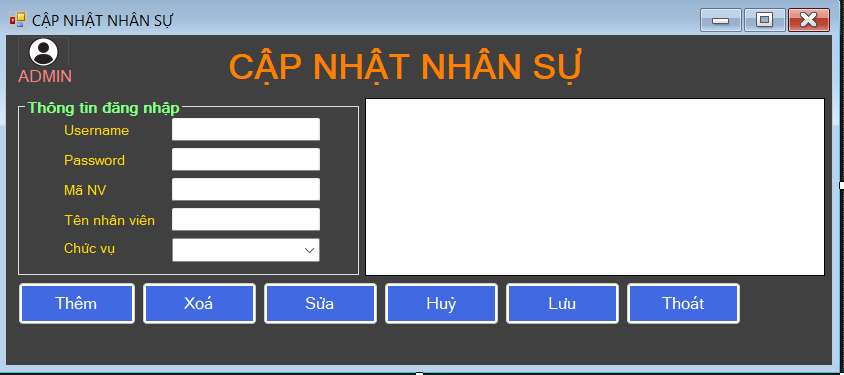 CẬP NHẬT NHÂN SỰ
ADMIN
CẬP NHẬT NHÂN SỰ
Thông tin đăng nhập
Username
Password
Mã NV
Tên nhân viên
Chức vụ
Thêm Xoá Sửa Huỷ Lưu Thoát